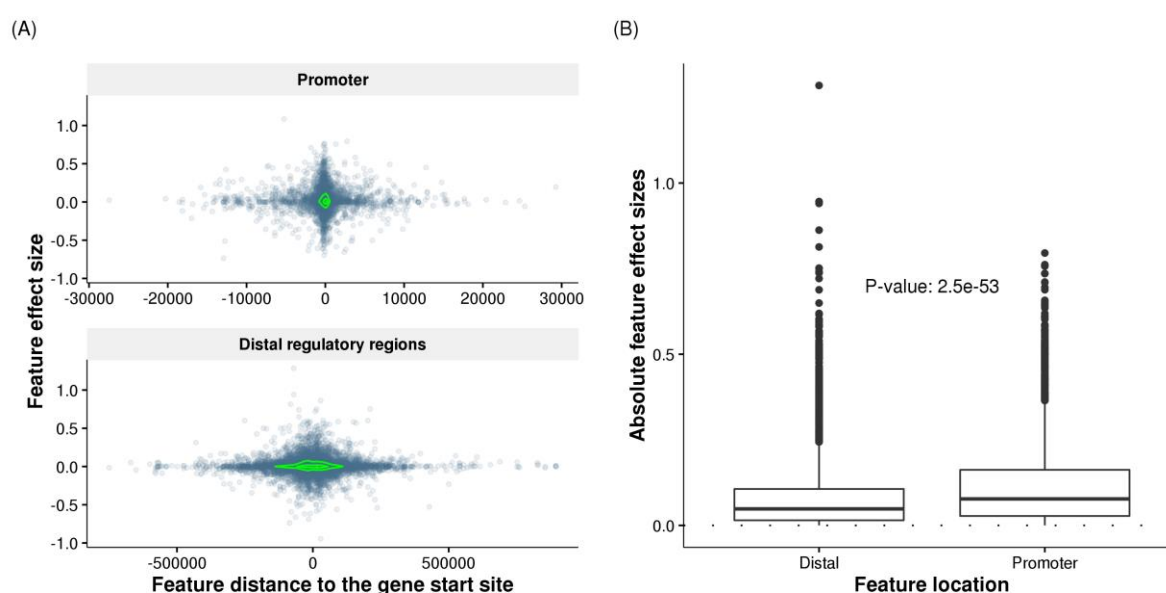 (A)
Promoter
Feature effect size
1.0
0.5
0.0
-0.5
-1.0
-30000 -20000 -10000 0 10000 20000 30000
Distal regulatory regions
1.0
0.5
0.0
-0.5
-1.0
-500000 0 500000
Feature distance to the gene start site
(B)
Absolute feature effect sizes
1.0
0.5
0.0
P-value: 2.5e-53
Distal Promoter
Feature location